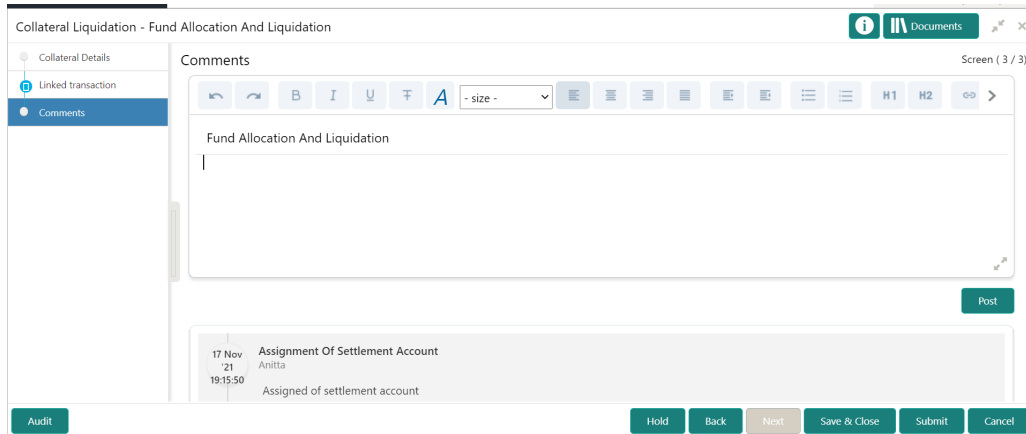 Collateral Liquidation - Fund Allocation And Liquidation
Documents
Collateral Details
Linked transaction
Comments
Comments
Screen ( 3 / 3)
B I U T A - size - H1 H2
Fund Allocation And Liquidation
Post
17 Nov '21 19:15:50
Assignment Of Settlement Account
Anitta
Assigned of settlement account
Audit
Hold Back Next Save & Close Submit Cancel